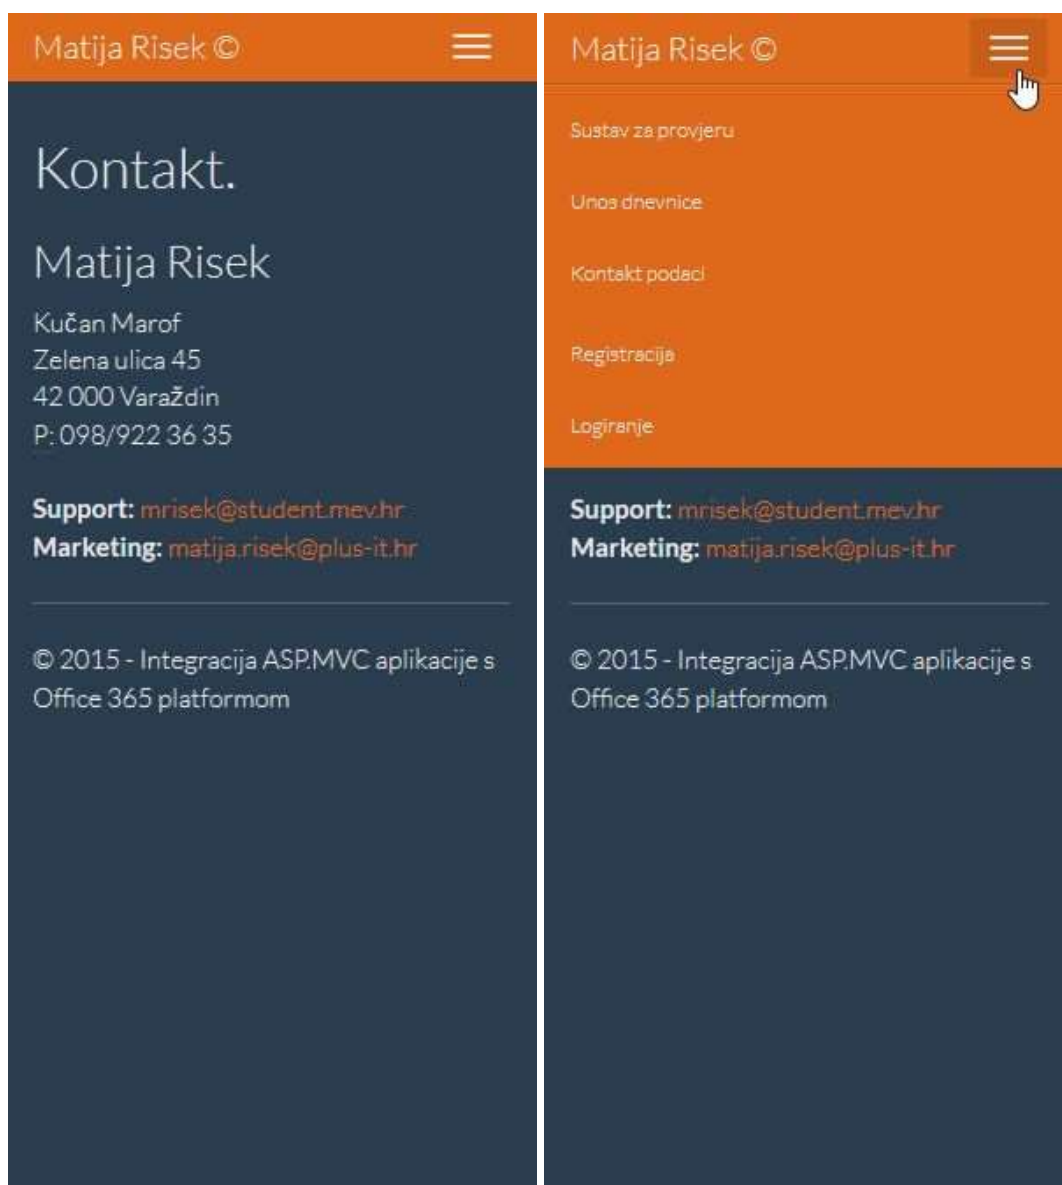 Matija Risek ©
Kontakt.
Matija Risek
Kučan Marof
Zelena ulica 45
42 000 Varaždin
P: 098/922 36 35
Support: mrisek@student.mev.hr
Marketing: matija.risek@plus-it.hr
© 2015 - Integracija ASP.MVC aplikacije s
Office 365 platformom
Matija Risek ©
Sustav za provjeru
Unos dnevnice
Kontakt podaci
Registracija
Logiranje
Support: mrisek@student.mev.hr
Marketing: matija.risek@plus-it.hr
© 2015 - Integracija ASP.MVC aplikacije s
Office 365 platformom